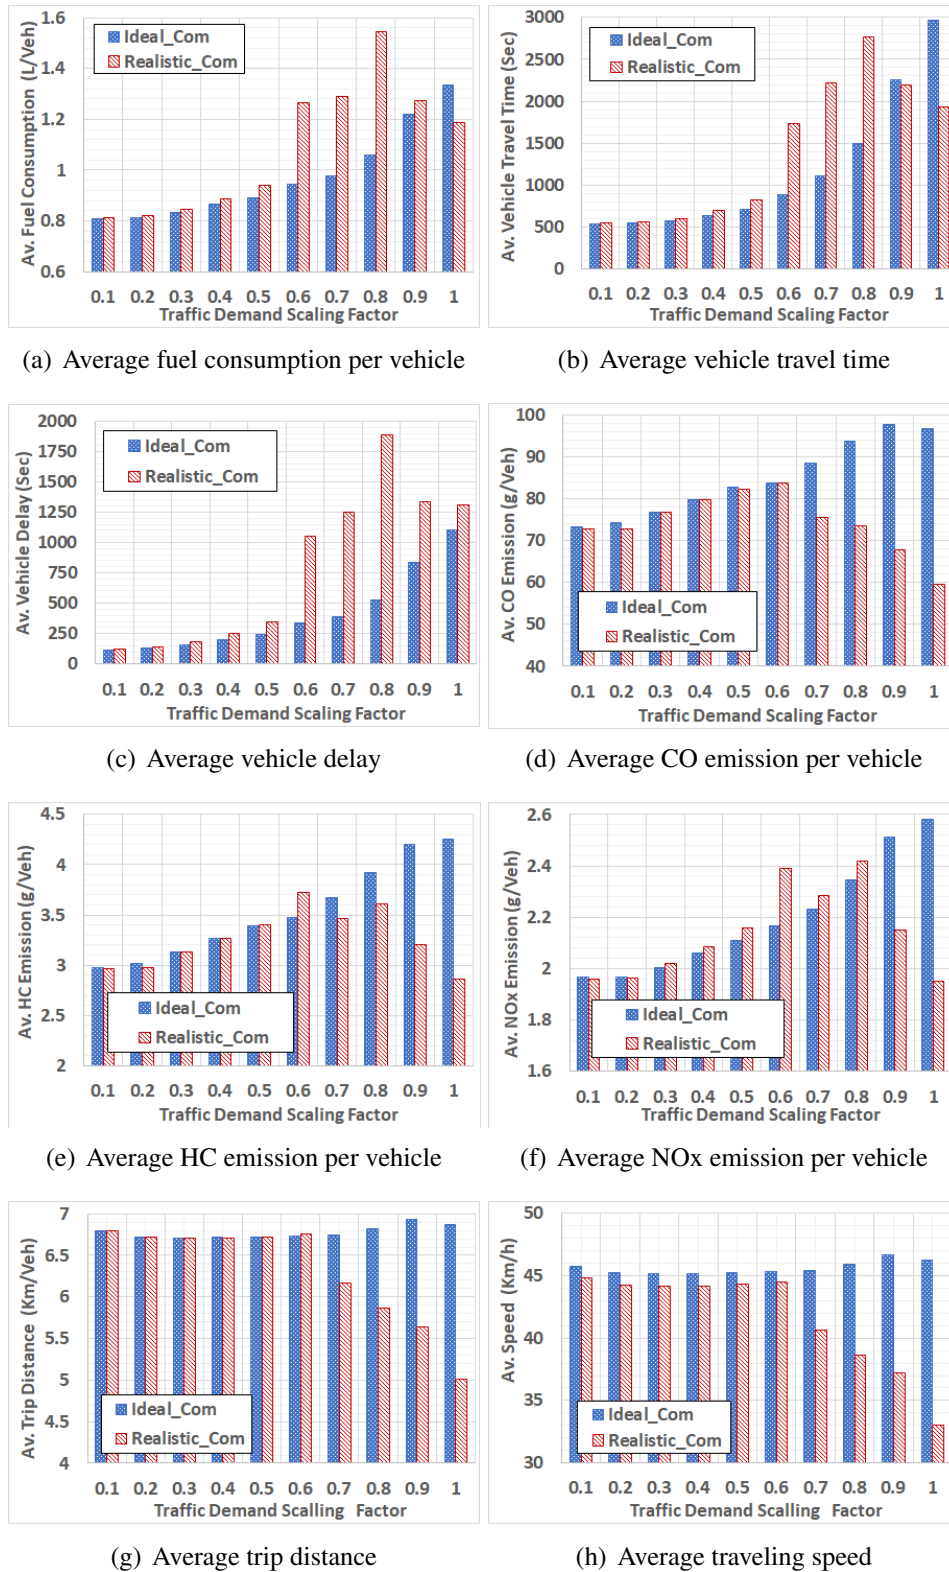 Av. Fuel Consumption (L/Veh)
1.6
1.4
1.2
1
0.8
0.6
Ideal_Com
Realistic_Com
0.1 0.2 0.3 0.4 0.5 0.6 0.7 0.8 0.9 1
Traffic Demand Scaling Factor
(a) Average fuel consumption per vehicle
Av. Vehicle Travel Time (Sec)
3000
2500
2000
1500
1000
500
0
Ideal_Com
Realistic_Com
0.1 0.2 0.3 0.4 0.5 0.6 0.7 0.8 0.9 1
Traffic Demand Scaling Factor
(b) Average vehicle travel time
Av. Vehicle Delay (Sec)
2000
1750
1500
1250
1000
750
500
250
0
Ideal_Com
Realistic_Com
0.1 0.2 0.3 0.4 0.5 0.6 0.7 0.8 0.9 1
Traffic Demand Scaling Factor
(c) Average vehicle delay
Av. CO Emission (g/Veh)
100
90
80
70
60
50
40
Ideal_Com
Realistic_Com
0.1 0.2 0.3 0.4 0.5 0.6 0.7 0.8 0.9 1
Traffic Demand Scaling Factor
(d) Average CO emission per vehicle
Av. HC Emission (g/Veh)
4.5
4
3.5
3
2.5
2
Ideal_Com
Realistic_Com
0.1 0.2 0.3 0.4 0.5 0.6 0.7 0.8 0.9 1
Traffic Demand Scaling Factor
(e) Average HC emission per vehicle
Av. NOx Emission (g/Veh)
2.6
2.4
2.2
2
1.8
1.6
Ideal_Com
Realistic_Com
0.1 0.2 0.3 0.4 0.5 0.6 0.7 0.8 0.9 1
Traffic Demand Scaling Factor
(f) Average NOx emission per vehicle
Av. Trip Distance (Km/Veh)
7
6.5
6
5.5
5
4.5
4
Ideal_Com
Realistic_Com
0.1 0.2 0.3 0.4 0.5 0.6 0.7 0.8 0.9 1
Traffic Demand Scalling Factor
(g) Average trip distance
Av. Speed (Km/h)
50
45
40
35
30
Ideal_Com
Realistic_Com
0.1 0.2 0.3 0.4 0.5 0.6 0.7 0.8 0.9 1
Traffic Demand Scalling Factor
(h) Average traveling speed